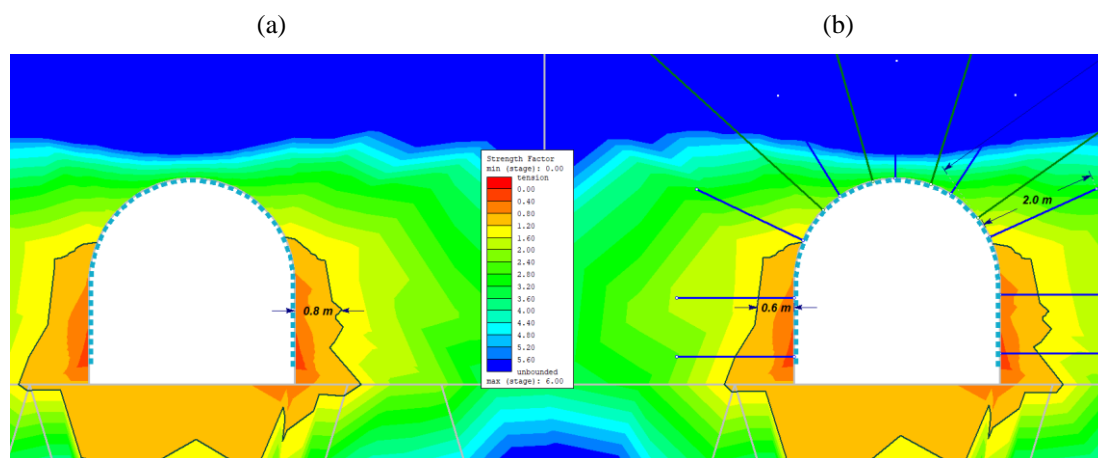 (a)
(b)
Strength Factor
min (stage): 0.00
tension
0.00
0.40
0.80
1.20
1.60
2.00
2.40
2.80
3.20
3.60
4.00
4.40
4.80
5.20
5.60
unbounded
max (stage): 6.00
0.8 m
0.6 m
2.0 m